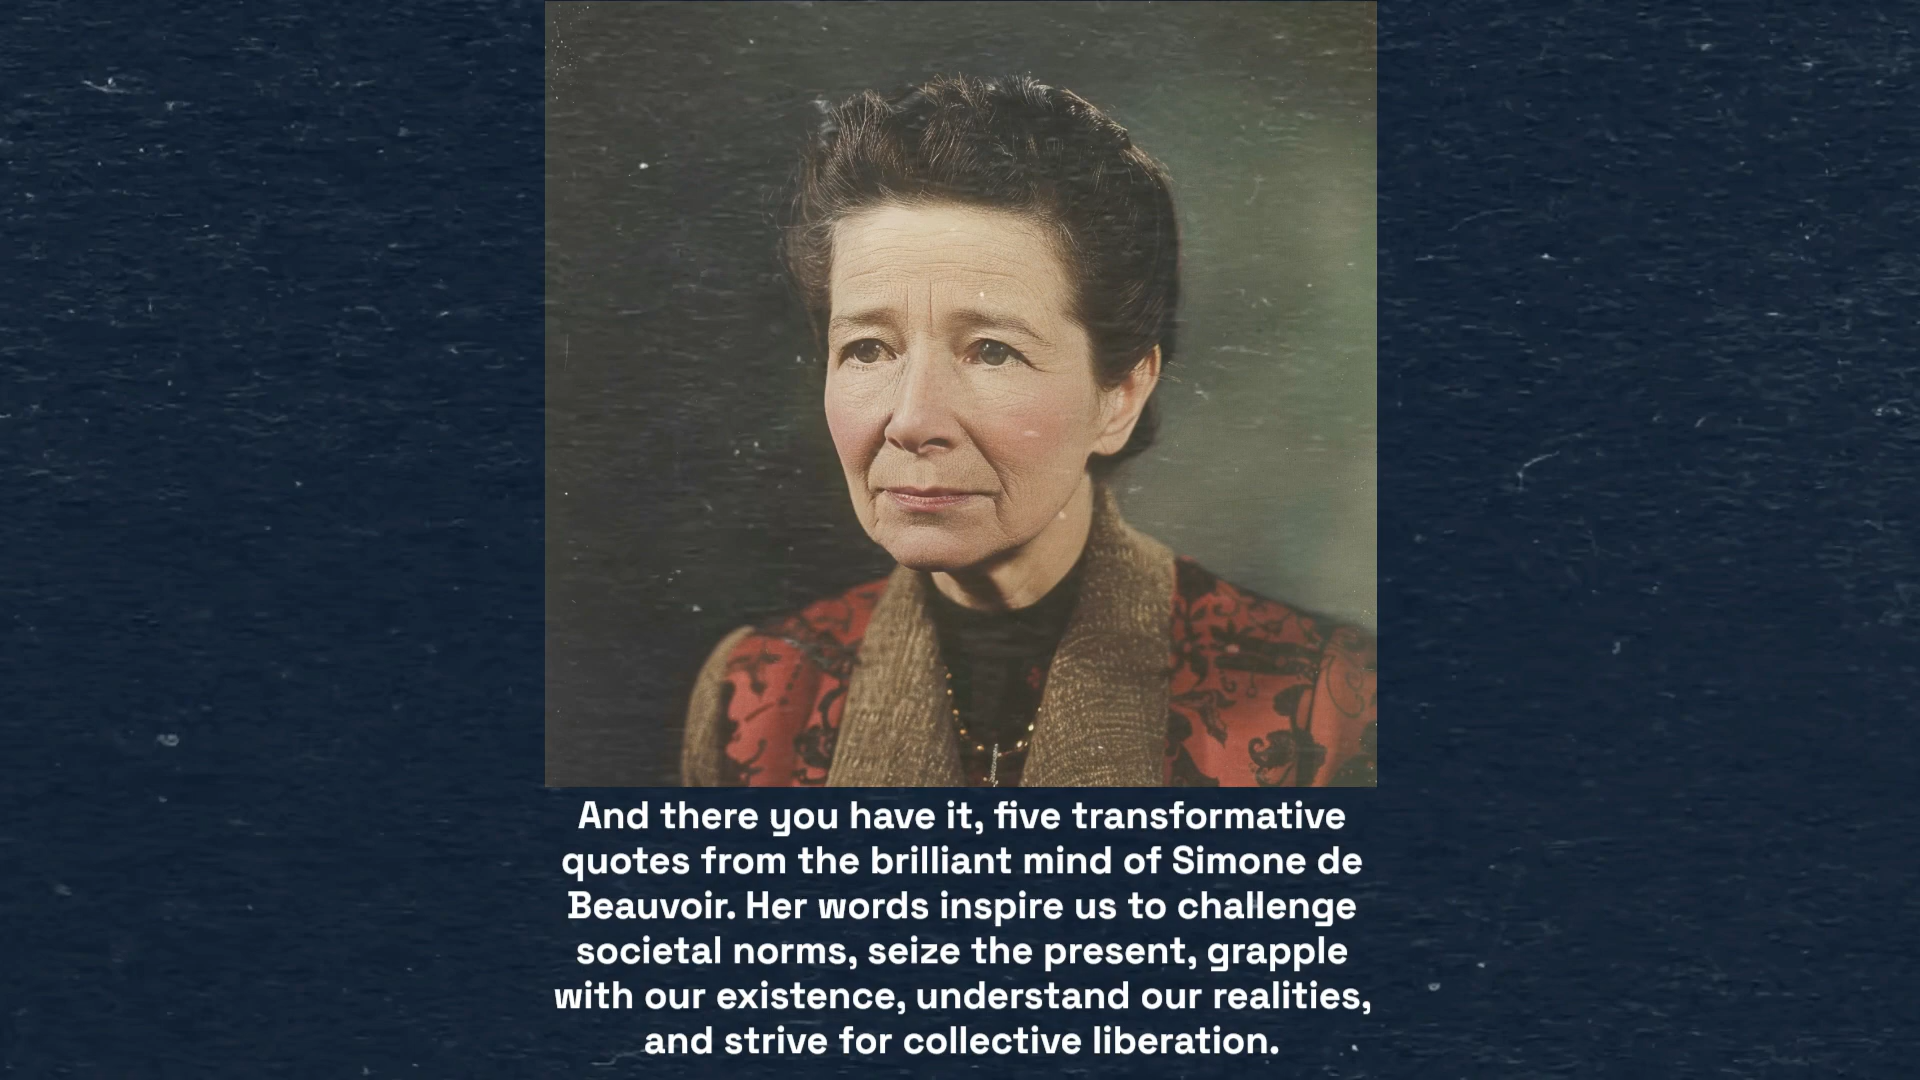 And there you have it, five transformative
quotes from the brilliant mind of Simone de
Beauvoir. Her words inspire us to challenge
societal norms, seize the present, grapple
with our existence, understand our realities,
and strive for collective liberation.